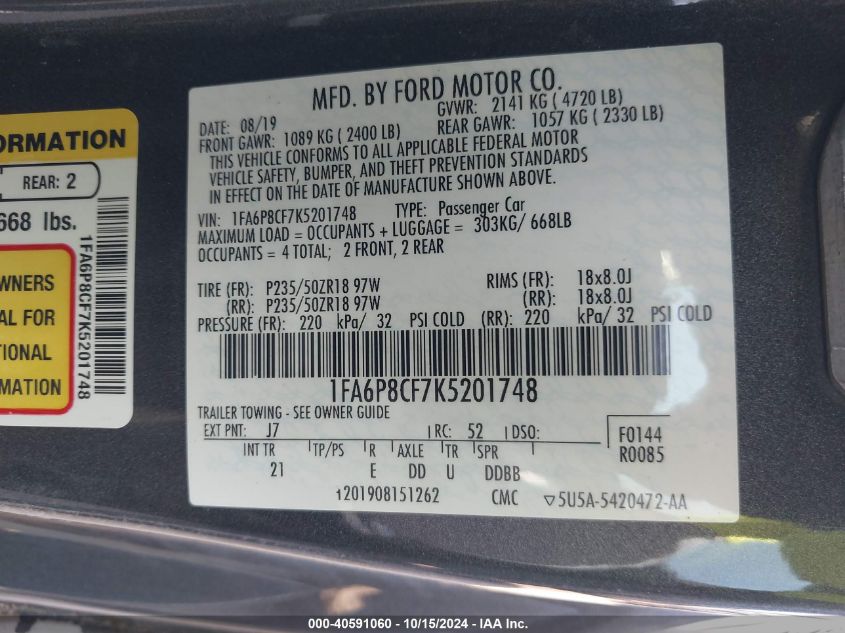 ORMATION
REAR: 2
668 lbs.
1FA6P8CF7K5201748
OWNERS
AL FOR
TIONAL
RMATION
MFD. BY FORD MOTOR CO.
DATE: 08/19 GVWR: 2141 KG ( 4720 LB)
FRONT GAWR: 1089 KG ( 2400 LB) REAR GAWR: 1057 KG ( 2330 LB)
THIS VEHICLE CONFORMS TO ALL APPLICABLE FEDERAL MOTOR
VEHICLE SAFETY, BUMPER, AND THEFT PREVENTION STANDARDS
IN EFFECT ON THE DATE OF MANUFACTURE SHOWN ABOVE.
VIN: 1FA6P8CF7K5201748 TYPE: Passenger Car
MAXIMUM LOAD = OCCUPANTS + LUGGAGE = 303KG/ 668LB
OCCUPANTS = 4 TOTAL; 2 FRONT, 2 REAR
TIRE (FR): P235/50ZR18 97W RIMS (FR): 18x8.0J
(RR): P235/50ZR18 97W (RR): 18x8.0J
PRESSURE (FR): 220 kPa/ 32 PSI COLD (RR): 220 kPa/ 32 PSI COLD
1FA6P8CF7K5201748
TRAILER TOWING - SEE OWNER GUIDE
EXT PNT: J7 RC: 52 DSO: F0144
INT TR TP/PS R AXLE TR SPR R0085
21 E DD U DDBB
†201908151262 CMC ▽5U5A-5420472-AA
000-40591060 - 10/15/2024 - IAA Inc.